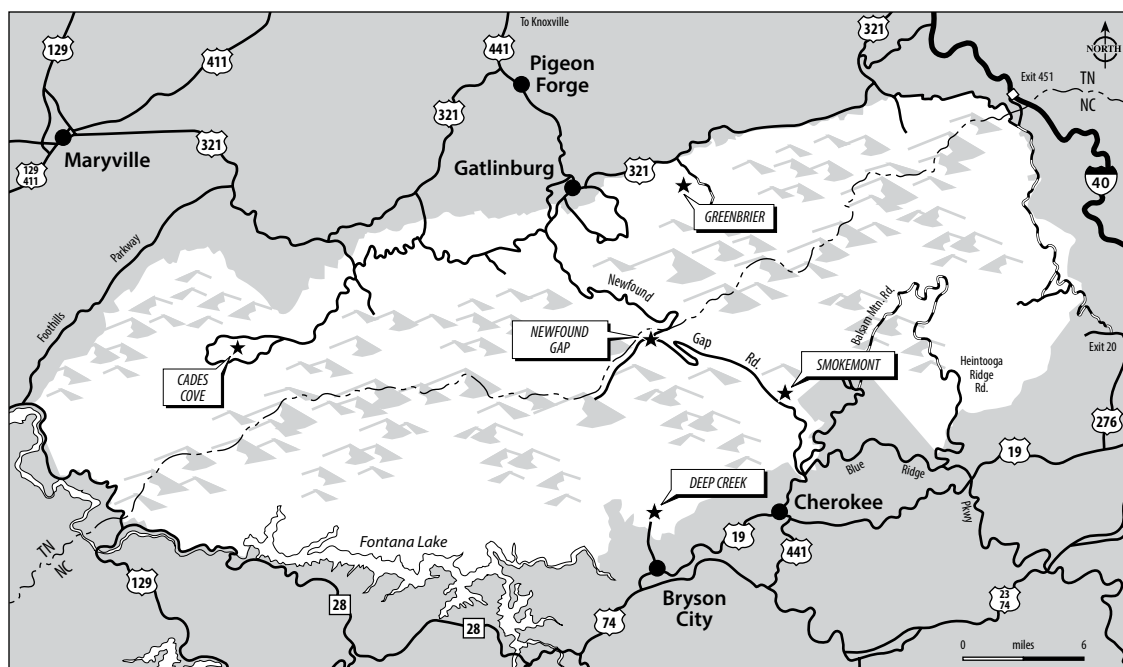 To Knoxville
129
411
441
321
NORTH
Pigeon
Forge
Exit 451
TN
NC
321
Maryville
321
129
411
Gatlinburg
321
40
GREENBRIER
Parkway
Foothills
Newfound
Gap
Rd.
NEWFOUND
GAP
Balsam Mtn. Rd.
CADES
COVE
SMOKEMONT
Heintooga
Ridge
Rd.
Exit 20
276
19
Blue
Ridge
Pkwy
DEEP CREEK
Cherokee
Fontana Lake
TN
NC
19
441
129
28
28
74
Bryson
City
23
74
0
miles
6